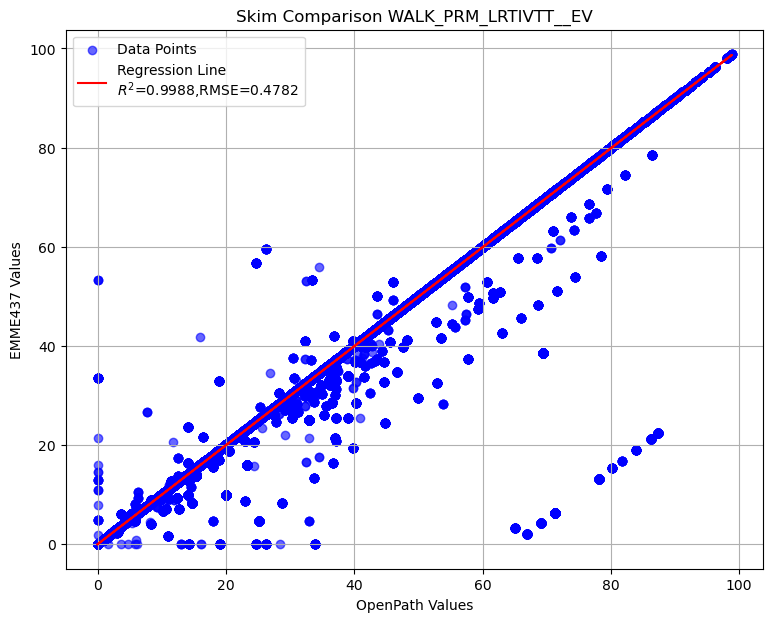 Skim Comparison WALK_PRM_LRTIVTT__EV
Data Points
Regression Line
R²=0.9988,RMSE=0.4782
100
80
60
40
20
0
EMME437 Values
0 20 40 60 80 100
OpenPath Values